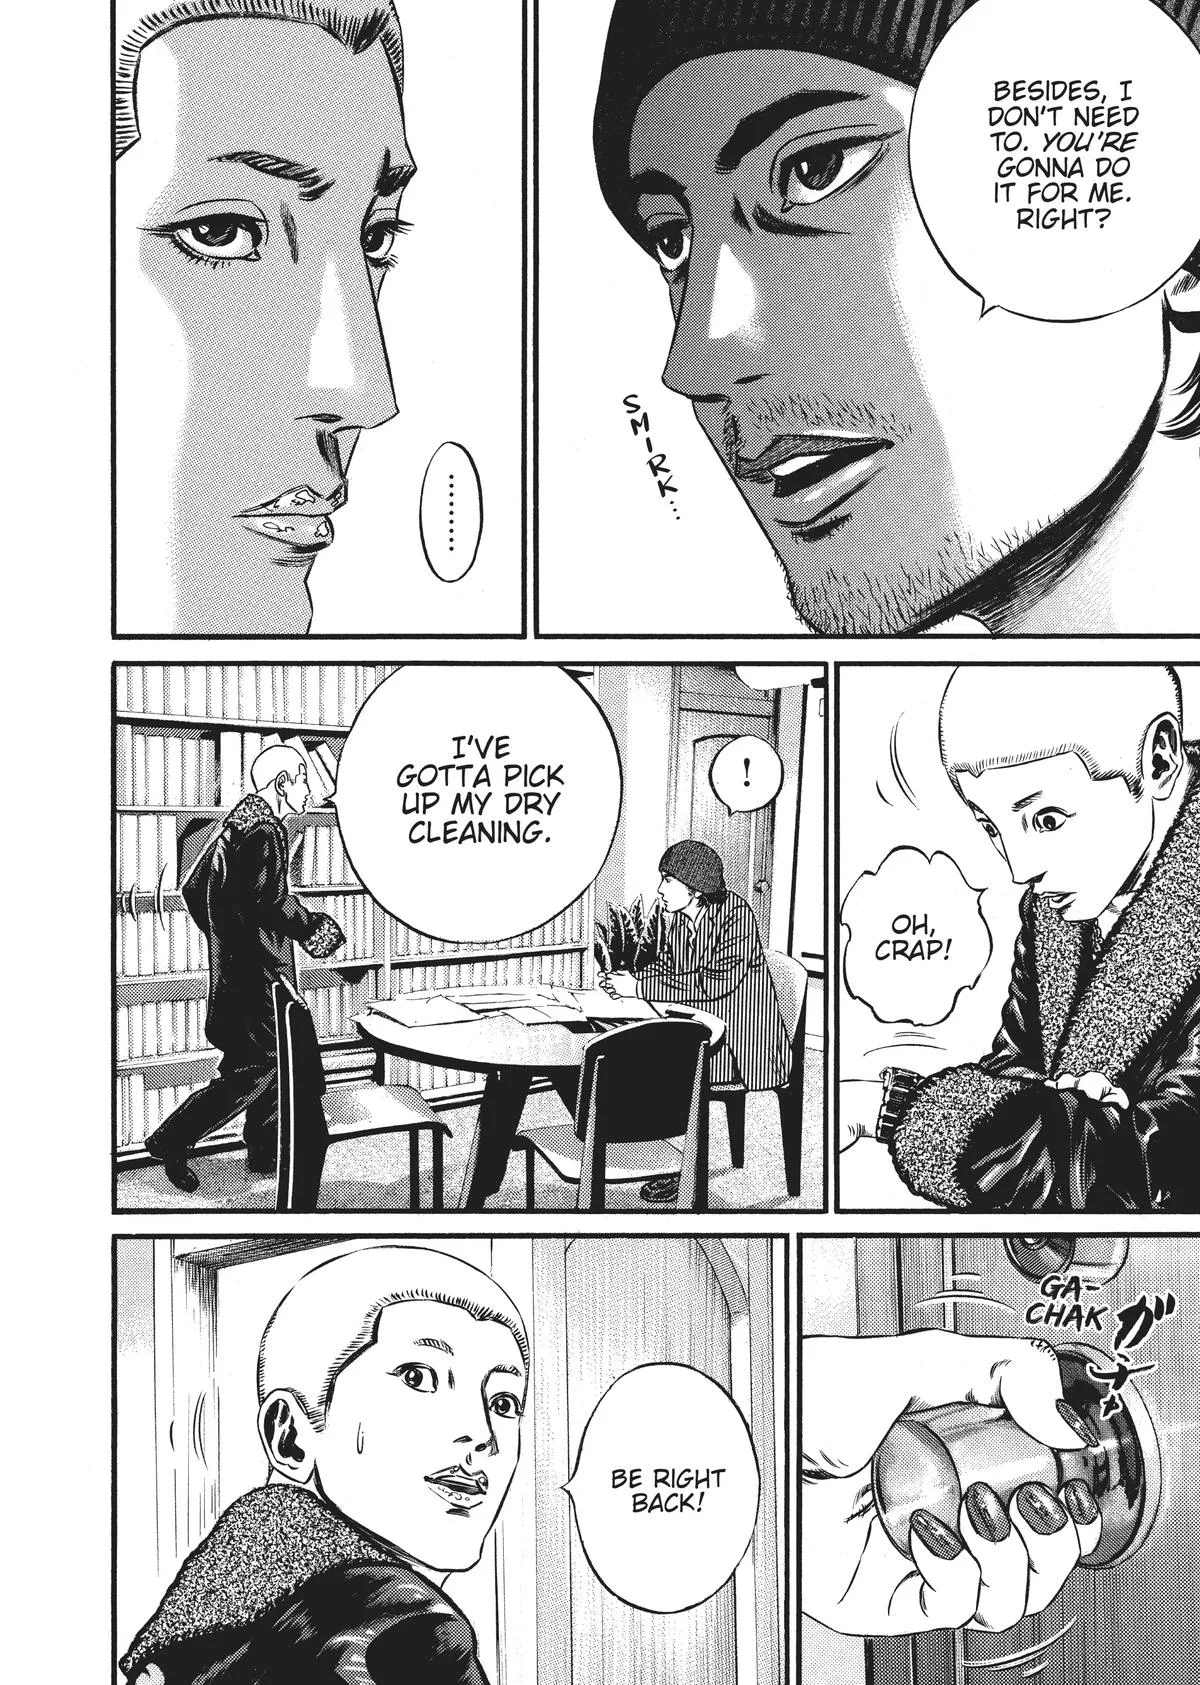 BESIDES, I
DON'T NEED
TO. YOU'RE
GONNA DO
IT FOR ME.
RIGHT?
SMIRK...
.........
OH,
CRAP!
!
I'VE
GOTTA PICK
UP MY DRY
CLEANING.
GA-
CHAK
ガチャ
BE RIGHT
BACK!